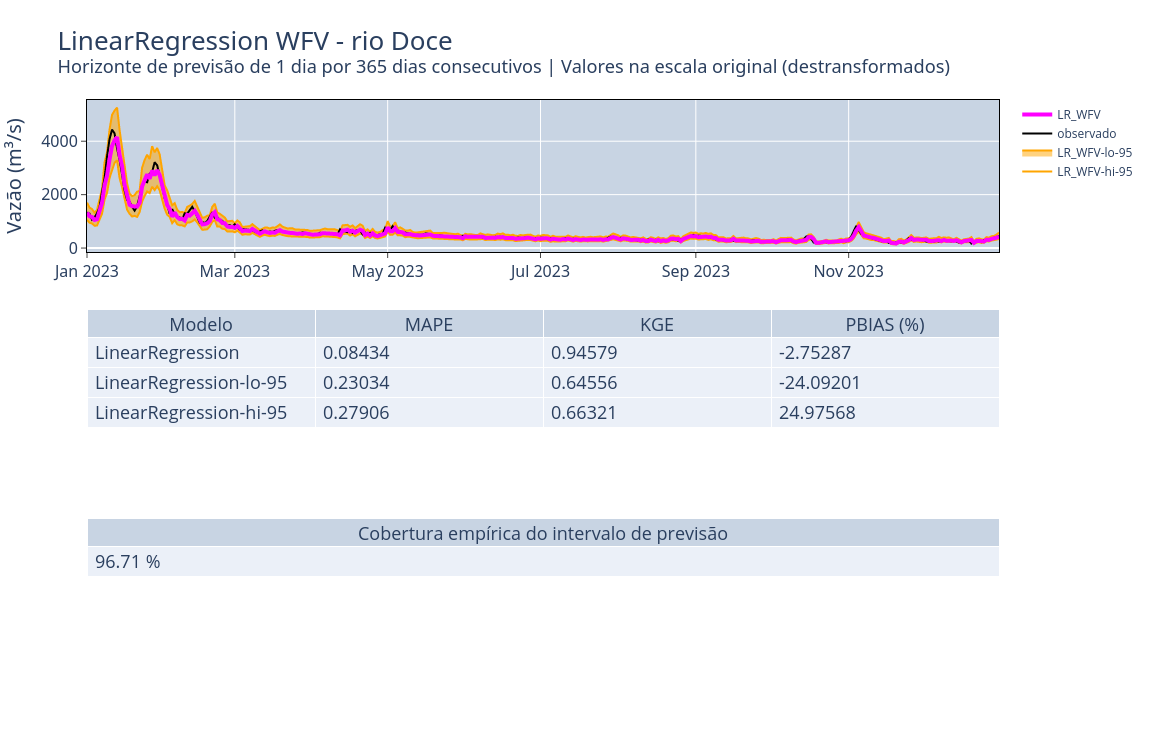 LinearRegression WFV - rio Doce
Horizonte de previsão de 1 dia por 365 dias consecutivos | Valores na escala original (destransformados)
Vazão (m³/s)
4000
2000
0
Jan 2023 Mar 2023 May 2023 Jul 2023 Sep 2023 Nov 2023
LR_WFV
observado
LR_WFV-lo-95
LR_WFV-hi-95
Modelo MAPE KGE PBIAS (%)
LinearRegression 0.08434 0.94579 -2.75287
LinearRegression-lo-95 0.23034 0.64556 -24.09201
LinearRegression-hi-95 0.27906 0.66321 24.97568
Cobertura empírica do intervalo de previsão
96.71 %